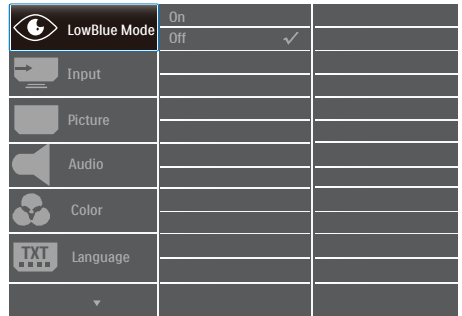 LowBlue Mode
On
Off
Input
Picture
Audio
Color
TXT
Language